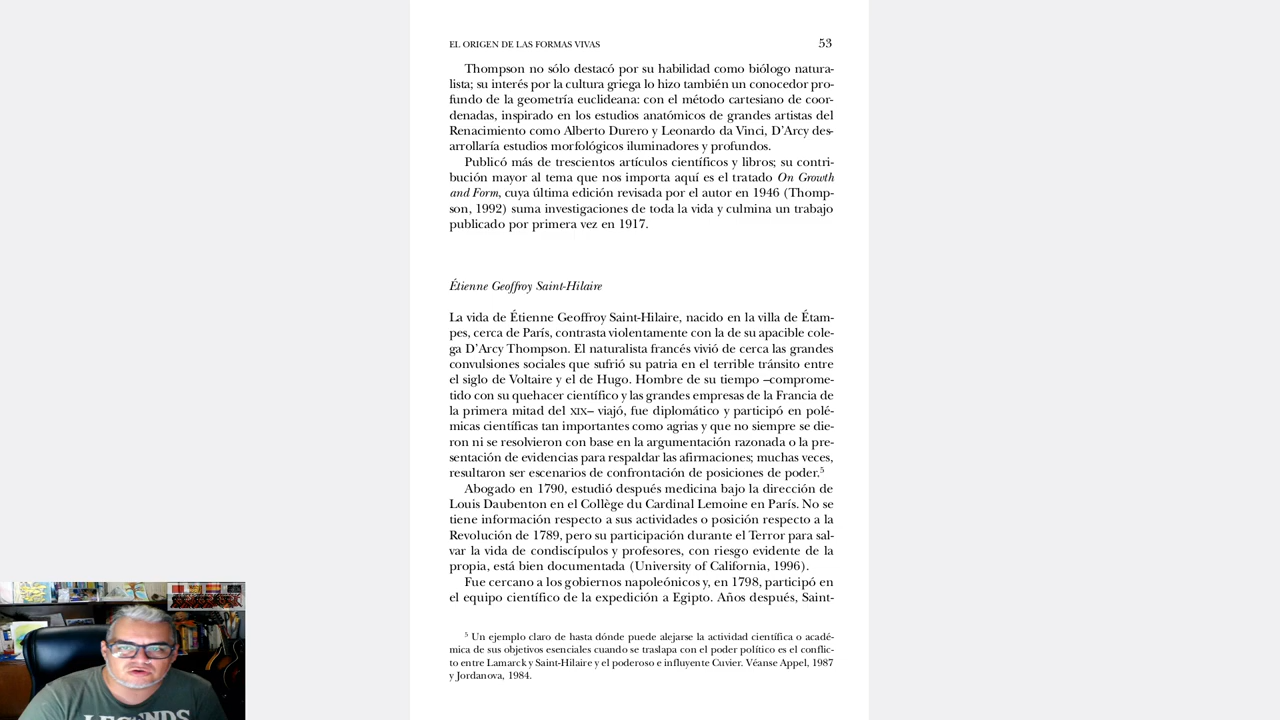 EL ORIGEN DE LAS FORMAS VIVAS 53
Thompson no sólo destacó por su habilidad como biólogo natura-
lista; su interés por la cultura griega lo hizo también un conocedor pro-
fundo de la geometría euclideana: con el método cartesiano de coor-
denadas, inspirado en los estudios anatómicos de grandes artistas del
Renacimiento como Alberto Durero y Leonardo da Vinci, D'Arcy des-
arrollaría estudios morfológicos iluminadores y profundos.
Publicó más de trescientos artículos científicos y libros; su contri-
bución mayor al tema que nos importa aquí es el tratado On Growth
and Form, cuya última edición revisada por el autor en 1946 (Thomp-
son, 1992) suma investigaciones de toda la vida y culmina un trabajo
publicado por primera vez en 1917.
Étienne Geoffroy Saint-Hilaire
La vida de Étienne Geoffroy Saint-Hilaire, nacido en la villa de Étam-
pes, cerca de París, contrasta violentamente con la de su apacible cole-
ga D'Arcy Thompson. El naturalista francés vivió de cerca las grandes
convulsiones sociales que sufrió su patria en el terrible tránsito entre
el siglo de Voltaire y el de Hugo. Hombre de su tiempo –comprome-
tido con su quehacer científico y las grandes empresas de la Francia de
la primera mitad del XIX– viajó, fue diplomático y participó en polé-
micas científicas tan importantes como agrias y que no siempre se die-
ron ni se resolvieron con base en la argumentación razonada o la pre-
sentación de evidencias para respaldar las afirmaciones; muchas veces,
resultaron ser escenarios de confrontación de posiciones de poder.⁵
Abogado en 1790, estudió después medicina bajo la dirección de
Louis Daubenton en el Collège du Cardinal Lemoine en París. No se
tiene información respecto a sus actividades o posición respecto a la
Revolución de 1789, pero su participación durante el Terror para sal-
var la vida de condiscípulos y profesores, con riesgo evidente de la
propia, está bien documentada (University of California, 1996).
Fue cercano a los gobiernos napoleónicos y, en 1798, participó en
el equipo científico de la expedición a Egipto. Años después, Saint-
⁵ Un ejemplo claro de hasta dónde puede alejarse la actividad científica o acadé-
mica de sus objetivos esenciales cuando se traslapa con el poder político es el conflic-
to entre Lamarck y Saint-Hilaire y el poderoso e influyente Cuvier. Véanse Appel, 1987
y Jordanova, 1984.
LEGENDS